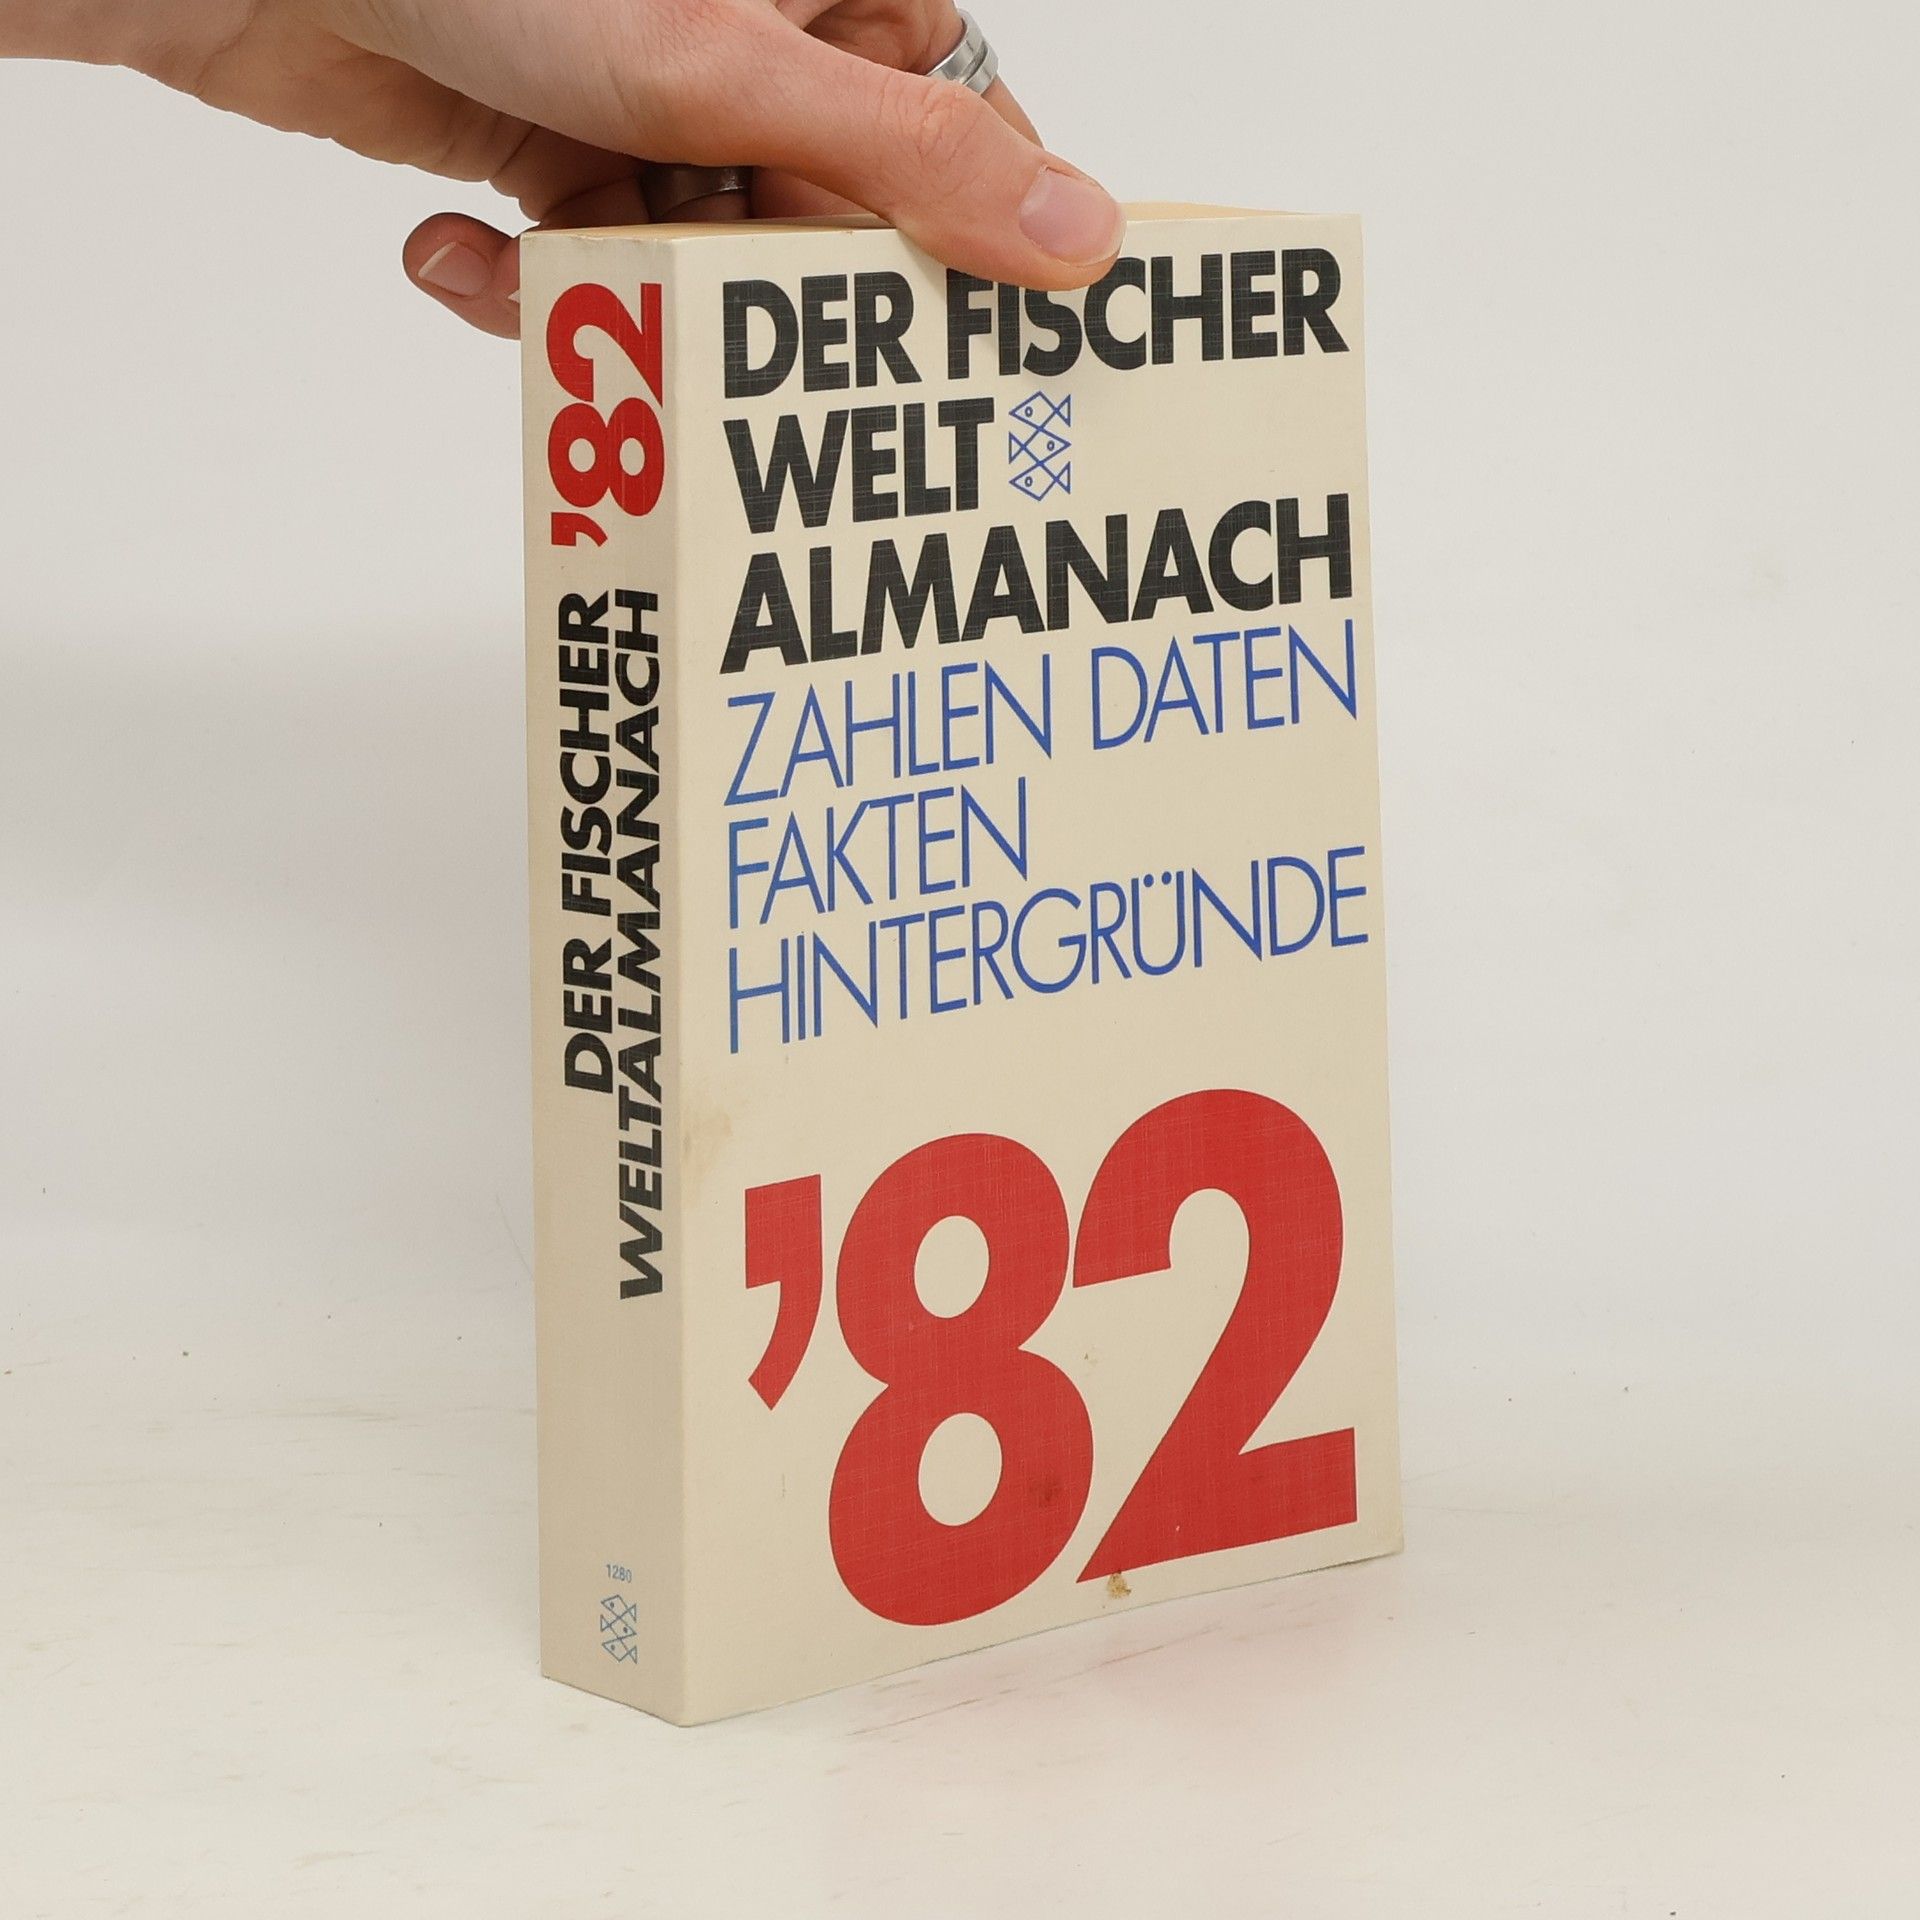 '82
DER FISCHER
WELTALMANACH
1280
DER FISCHER
WELT
ALMANACH
ZAHLEN DATEN
FAKTEN
HINTERGRÜNDE
'82